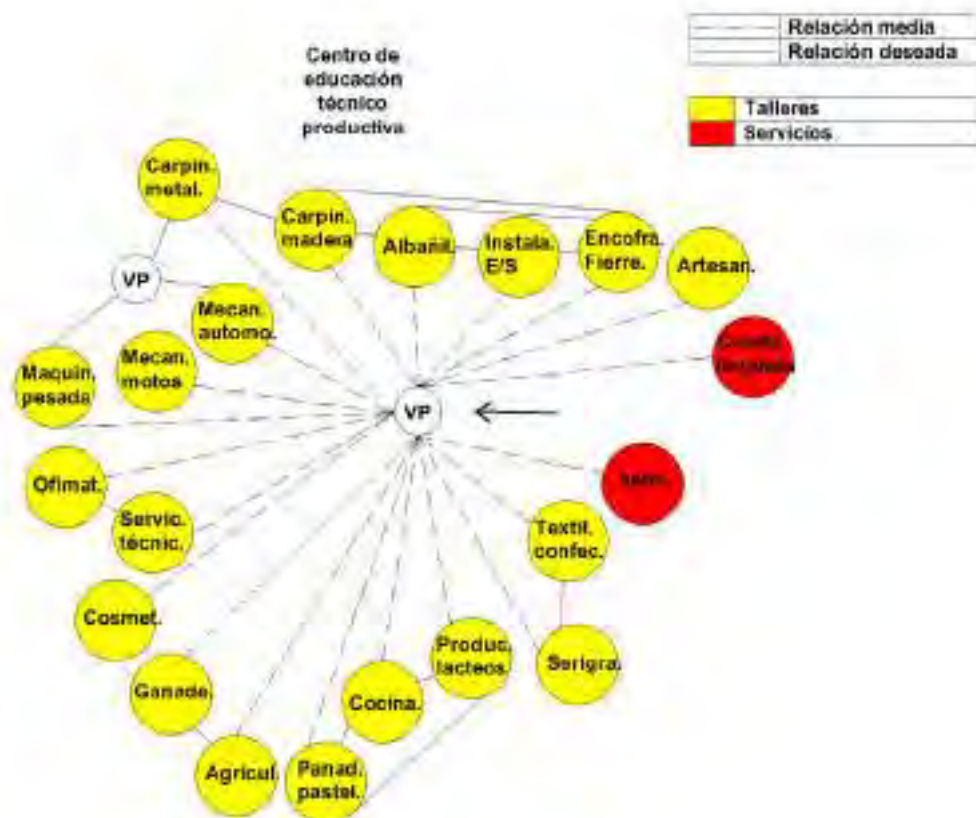 Relación media
Relación deseada
Talleres
Servicios
Centro de
educación
técnico
productiva
Carpin.
metal.
Carpin.
madera
Albañil.
Instala.
E/S
Encofra.
Fierre.
Artesan.
VP
Mecan.
automo.
Mecan.
motos
Maquin.
pesada
VP
Ofimat.
Servic.
técnic.
Textil.
confec.
Cosmet.
Produc.
lacteos.
Serigra.
Ganade.
Cocina.
Agricul.
Panad.
pastel.